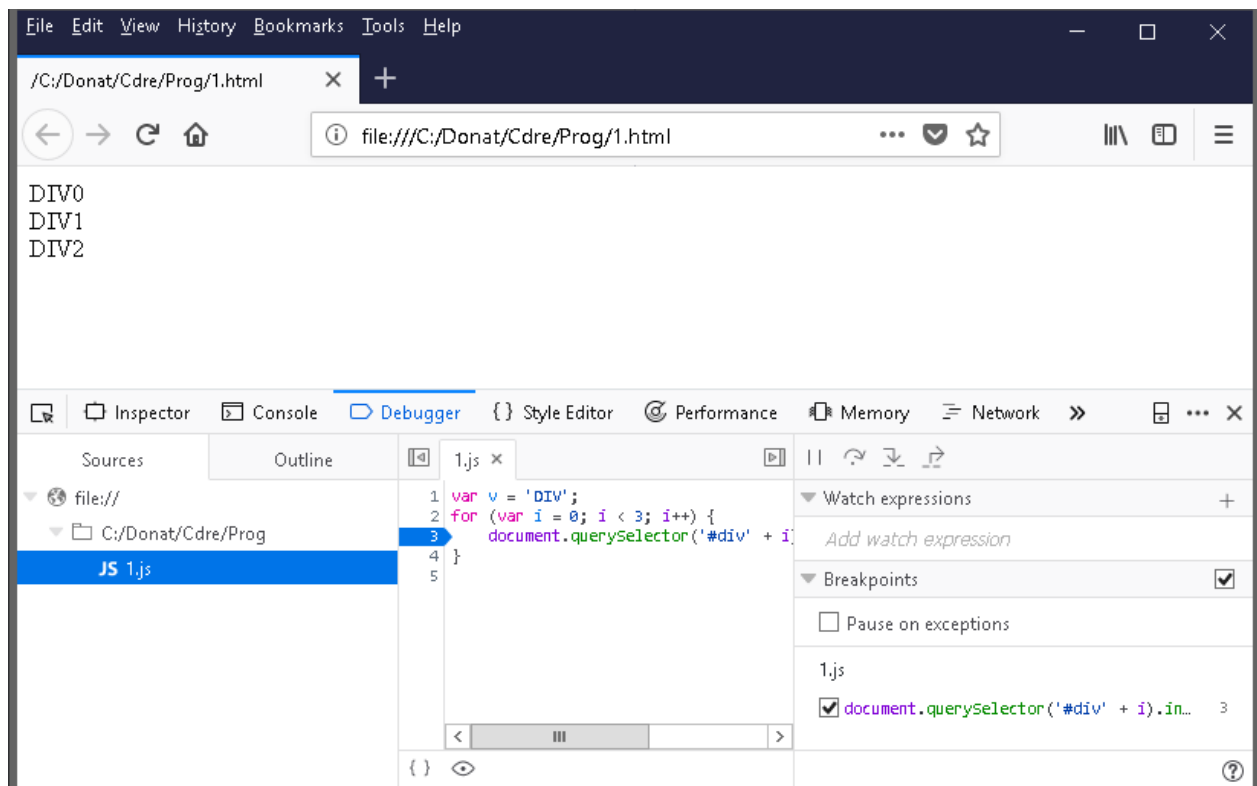 File Edit View History Bookmarks Tools Help
/C:/Donat/Cdre/Prog/1.html
file:///C:/Donat/Cdre/Prog/1.html
DIV0
DIV1
DIV2
Inspector Console Debugger { } Style Editor Performance Memory Network
Sources Outline
file://
C:/Donat/Cdre/Prog
JS 1.js
1.js
1 var v = 'DIV';
2 for (var i = 0; i < 3; i++) {
3 document.querySelector('#div' + i)
4 }
5
{ }
Watch expressions
Add watch expression
Breakpoints
Pause on exceptions
1.js
document.querySelector('#div' + i).in… 3